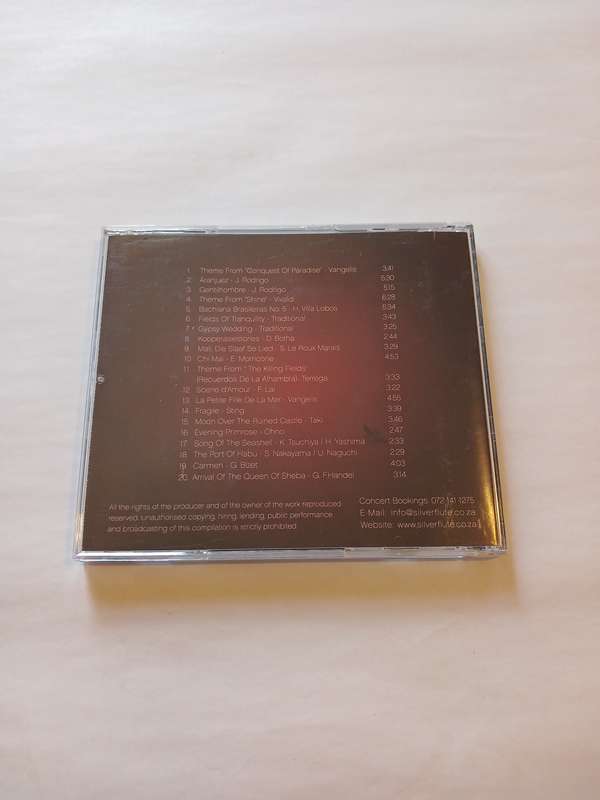 1. Theme From 'Conquest Of Paradise' - Vangelis 3:41
2. Aranjuez - J. Rodrigo 5:30
3. Gentilhombre - J. Rodrigo 5:15
4. Theme From 'Shine' - Vivaldi 6:28
5. Bachiana Brasileiras No. 5 - H. Villa Lobos 5:34
6. Fields Of Tranquility - Traditional 3:43
7. Gypsy Wedding - Traditional 3:25
8. - D. Botha 2:44
9. Mali, Die Slaaf Se Lied - S. Le Roux Marais 3:29
10. Chi Mai - E. Morricone 4:53
11. Theme From ' The Killing Fields'
(Recuerdos De La Alhambra), Terrega 3:33
12. Scene d'Amour - F. Lai 3:22
13. La Petite Fille De La Mer - Vangelis 4:55
14. Fragile - Sting 3:39
15. Moon Over The Ruined Castle - Taki 3:46
16. Evening Primrose - Ohno 2:47
17. Song Of The Seashell - K. Tsuchiya / H. Yashima 2:33
18. The Port Of Habu - S. Nakayama / U. Naguchi 2:29
19. Carmen - G. Bizet 4:03
20. Arrival Of The Queen Of Sheba - G. F.Handel 3:14
All the rights of the producer and of the owner of the work reproduced
reserved, unauthorised copying, hiring, lending, public performance
and broadcasting of this compilation is strictly prohibited
Concert Bookings: 072 141 1275
E-Mail: info@silverflute.co.za
Website: www.silverflute.co.za